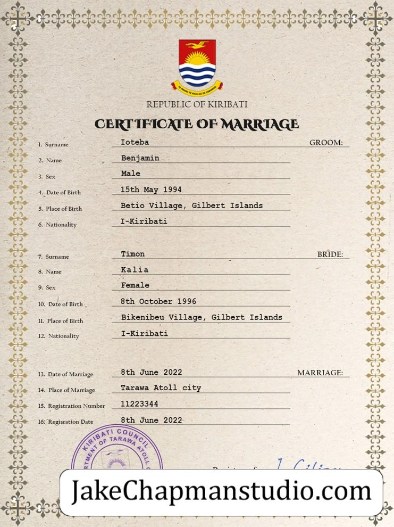 REPUBLIC OF KIRIBATI
CERTIFICATE OF MARRIAGE
1. Surname Ioteba GROOM:
2. Name Benjamin
3. Sex Male
4. Date of Birth 15th May 1994
5. Place of Birth Betio Village, Gilbert Islands
6. Nationality I-Kiribati
7. Surname Timon BRIDE:
8. Name Kalia
9. Sex Female
10. Date of Birth 8th October 1996
11. Place of Birth Bikenibeu Village, Gilbert Islands
12. Nationality I-Kiribati
13. Date of Marriage 8th June 2022 MARRIAGE:
14. Place of Marriage Tarawa Atoll city
15. Registration Number 11223344
16. Registration Date 8th June 2022
KIRIBATI COUNCIL
OF TARAWA ATOLL
JakeChapmanstudio.com